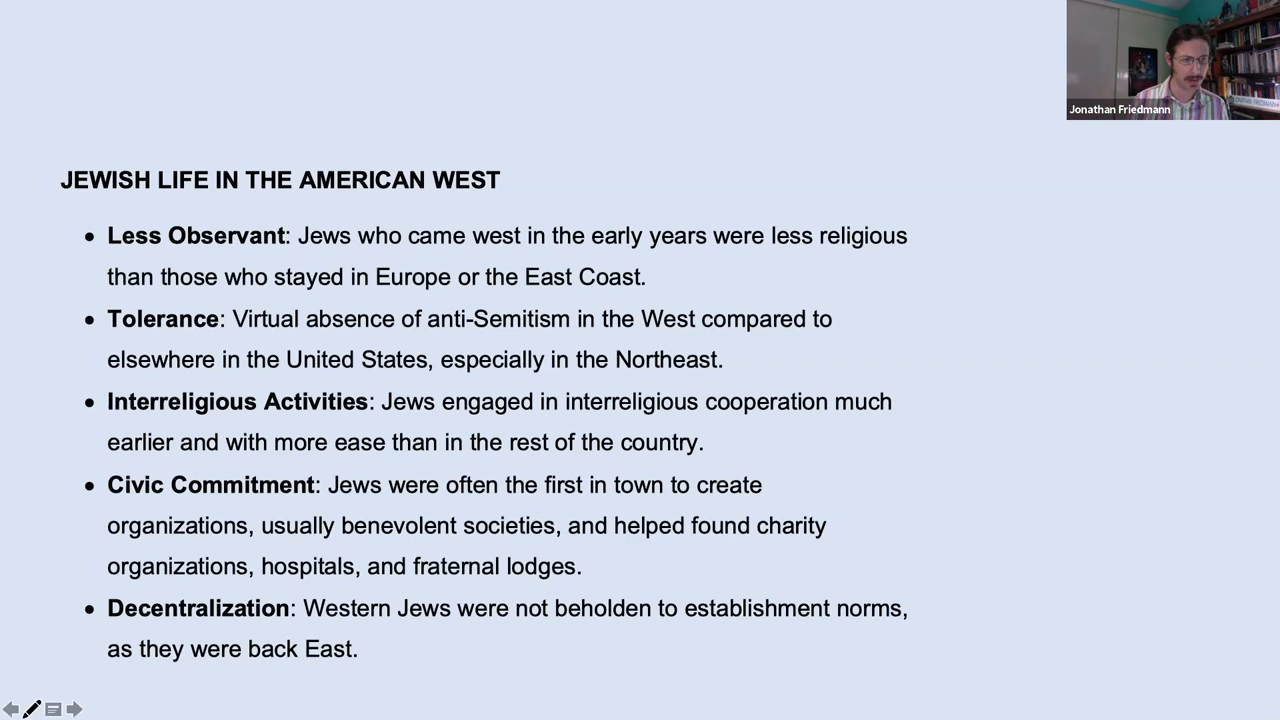 Jonathan Friedmann
JEWISH LIFE IN THE AMERICAN WEST
• Less Observant: Jews who came west in the early years were less religious
than those who stayed in Europe or the East Coast.
• Tolerance: Virtual absence of anti-Semitism in the West compared to
elsewhere in the United States, especially in the Northeast.
• Interreligious Activities: Jews engaged in interreligious cooperation much
earlier and with more ease than in the rest of the country.
• Civic Commitment: Jews were often the first in town to create
organizations, usually benevolent societies, and helped found charity
organizations, hospitals, and fraternal lodges.
• Decentralization: Western Jews were not beholden to establishment norms,
as they were back East.